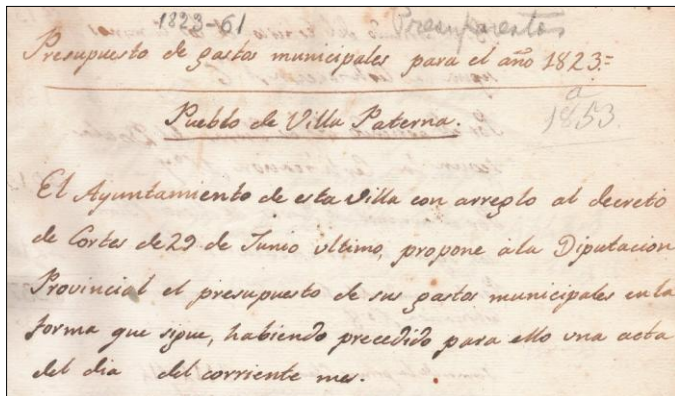 1823-61 Presupuestos
Presupuesto de gastos municipales para el año 1823.=
a
1853.
Pueblo de Villa Paterna.
El Ayuntamiento de esta Villa con arreglo al decreto
de Cortes de 29 de Junio ultimo, propone ála Diputacion
Provincial el presupuesto de sus gastos municipales en la
forma que sigue, habiendo precedido para ello una acta
del dia del corriente mes.